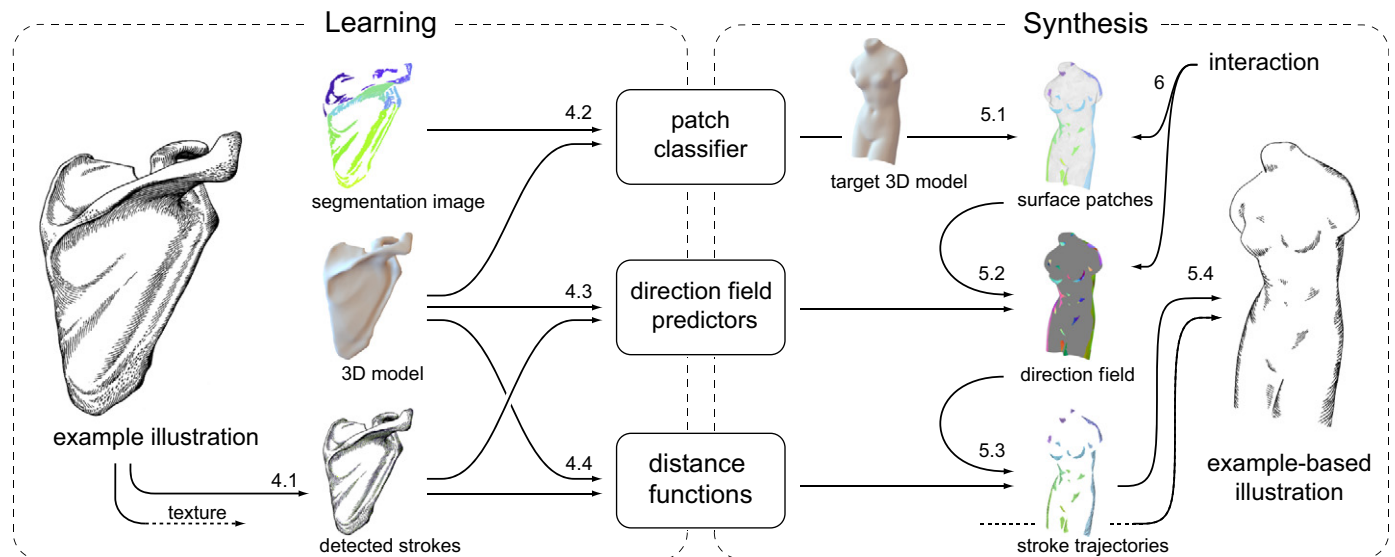 Learning
Synthesis
4.2
segmentation image
patch
classifier
target 3D model
5.1
surface patches
6
interaction
3D model
4.3
direction field
predictors
5.2
direction field
5.4
example illustration
4.1
texture
detected strokes
4.4
distance
functions
5.3
stroke trajectories
example-based
illustration